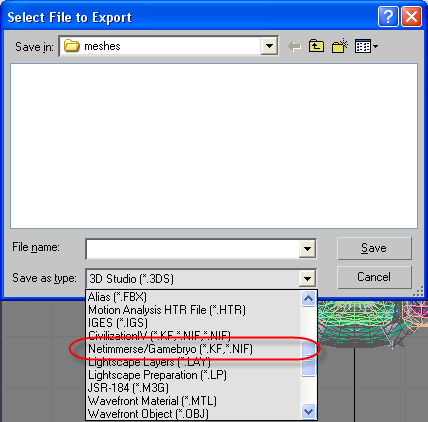 Select File to Export
Save in: meshes
File name:
Save
Save as type: 3D Studio (*.3DS)
Cancel
Alias (*.FBX)
Motion Analysis HTR File (*.HTR)
IGES (*.IGS)
CivilizationIV (*.KF,*.NIF,*.NIF)
Netimmerse/Gamebryo (*.KF,*.NIF)
Lightscape Layers (*.LAY)
Lightscape Preparation (*.LP)
JSR-184 (*.M3G)
Wavefront Material (*.MTL)
Wavefront Object (*.OBJ)